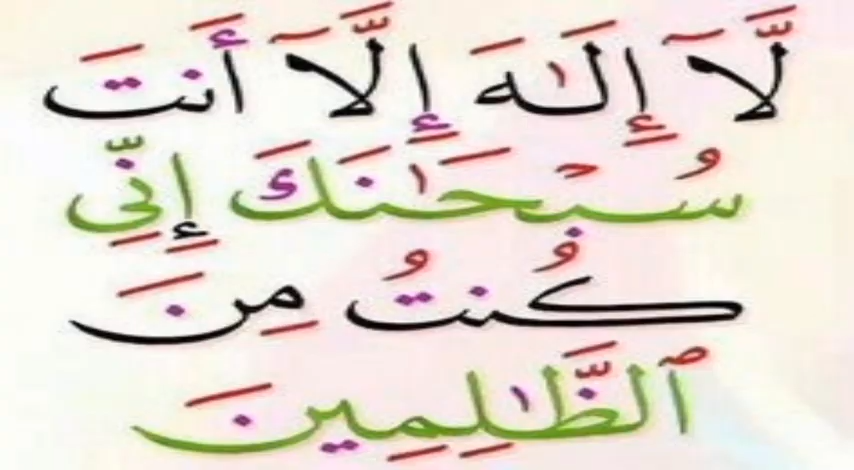 لَّآ إِلَـٰهَ إِلَّآ أَنتَ
سُبْحَـٰنَكَ إِنِّى
كُنتُ مِنَ
ٱلظَّـٰلِمِينَ